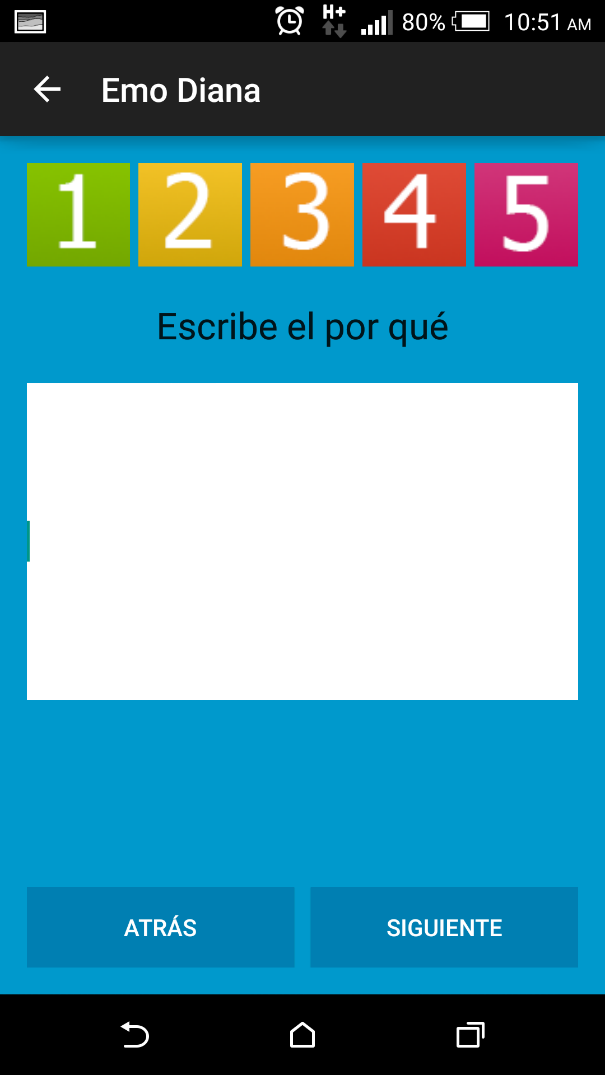 H+ 80% 10:51 AM
Emo Diana
1 2 3 4 5
Escribe el por qué
ATRÁS SIGUIENTE